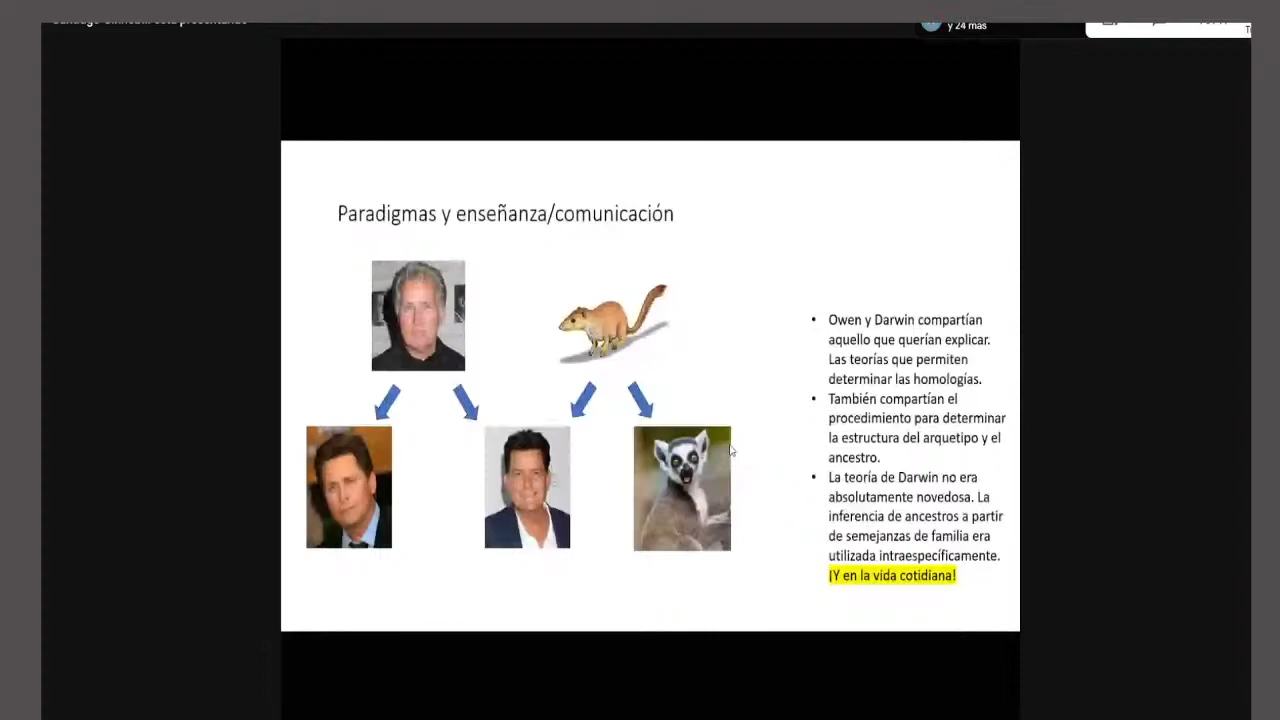 y 24 más
Paradigmas y enseñanza/comunicación
• Owen y Darwin compartían
aquello que querían explicar.
Las teorías que permiten
determinar las homologías.
• También compartían el
procedimiento para determinar
la estructura del arquetipo y el
ancestro.
• La teoría de Darwin no era
absolutamente novedosa. La
inferencia de ancestros a partir
de semejanzas de familia era
utilizada intraespecíficamente.
¡Y en la vida cotidiana!